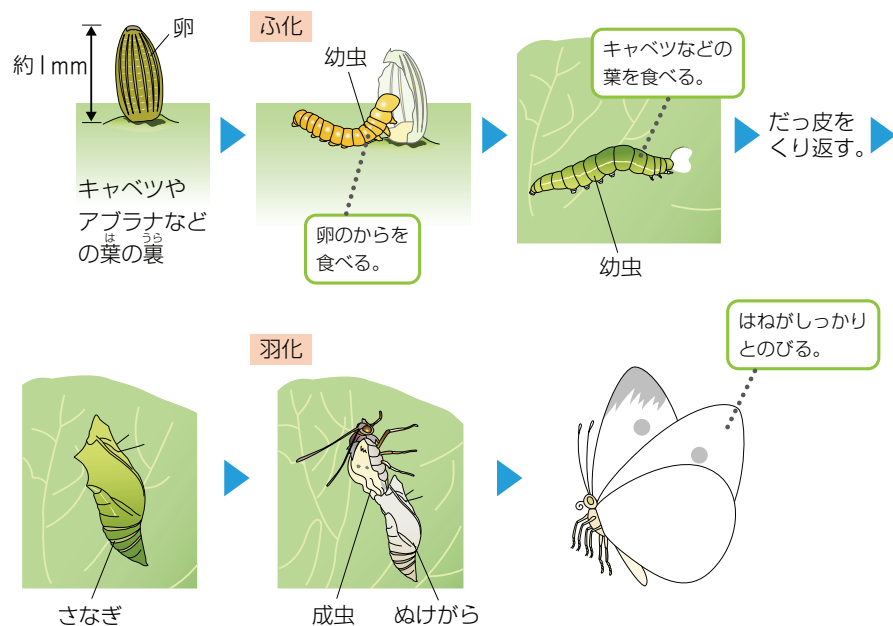 卵
約1mm
キャベツや
アブラナなど
の葉の裏
は
うら
ふ化
幼虫
卵のからを
食べる。
キャベツなどの
葉を食べる。
幼虫
だっ皮を
くり返す。
さなぎ
羽化
成虫
ぬけがら
はねがしっかり
とのびる。